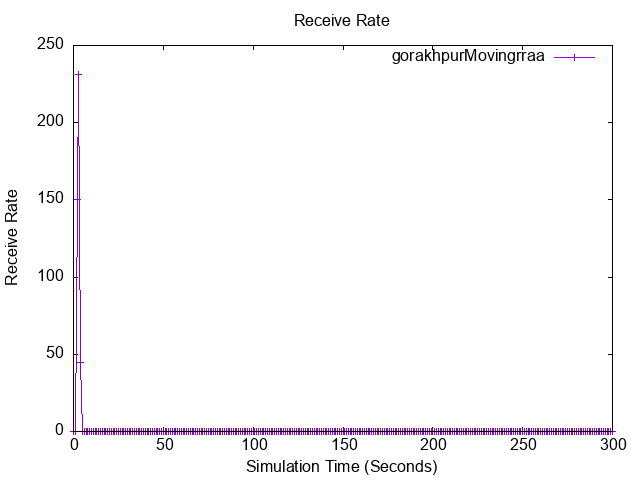 Receive Rate
gorakhpurMovingrraa
250
200
150
100
50
0
Receive Rate
0 50 100 150 200 250 300
Simulation Time (Seconds)